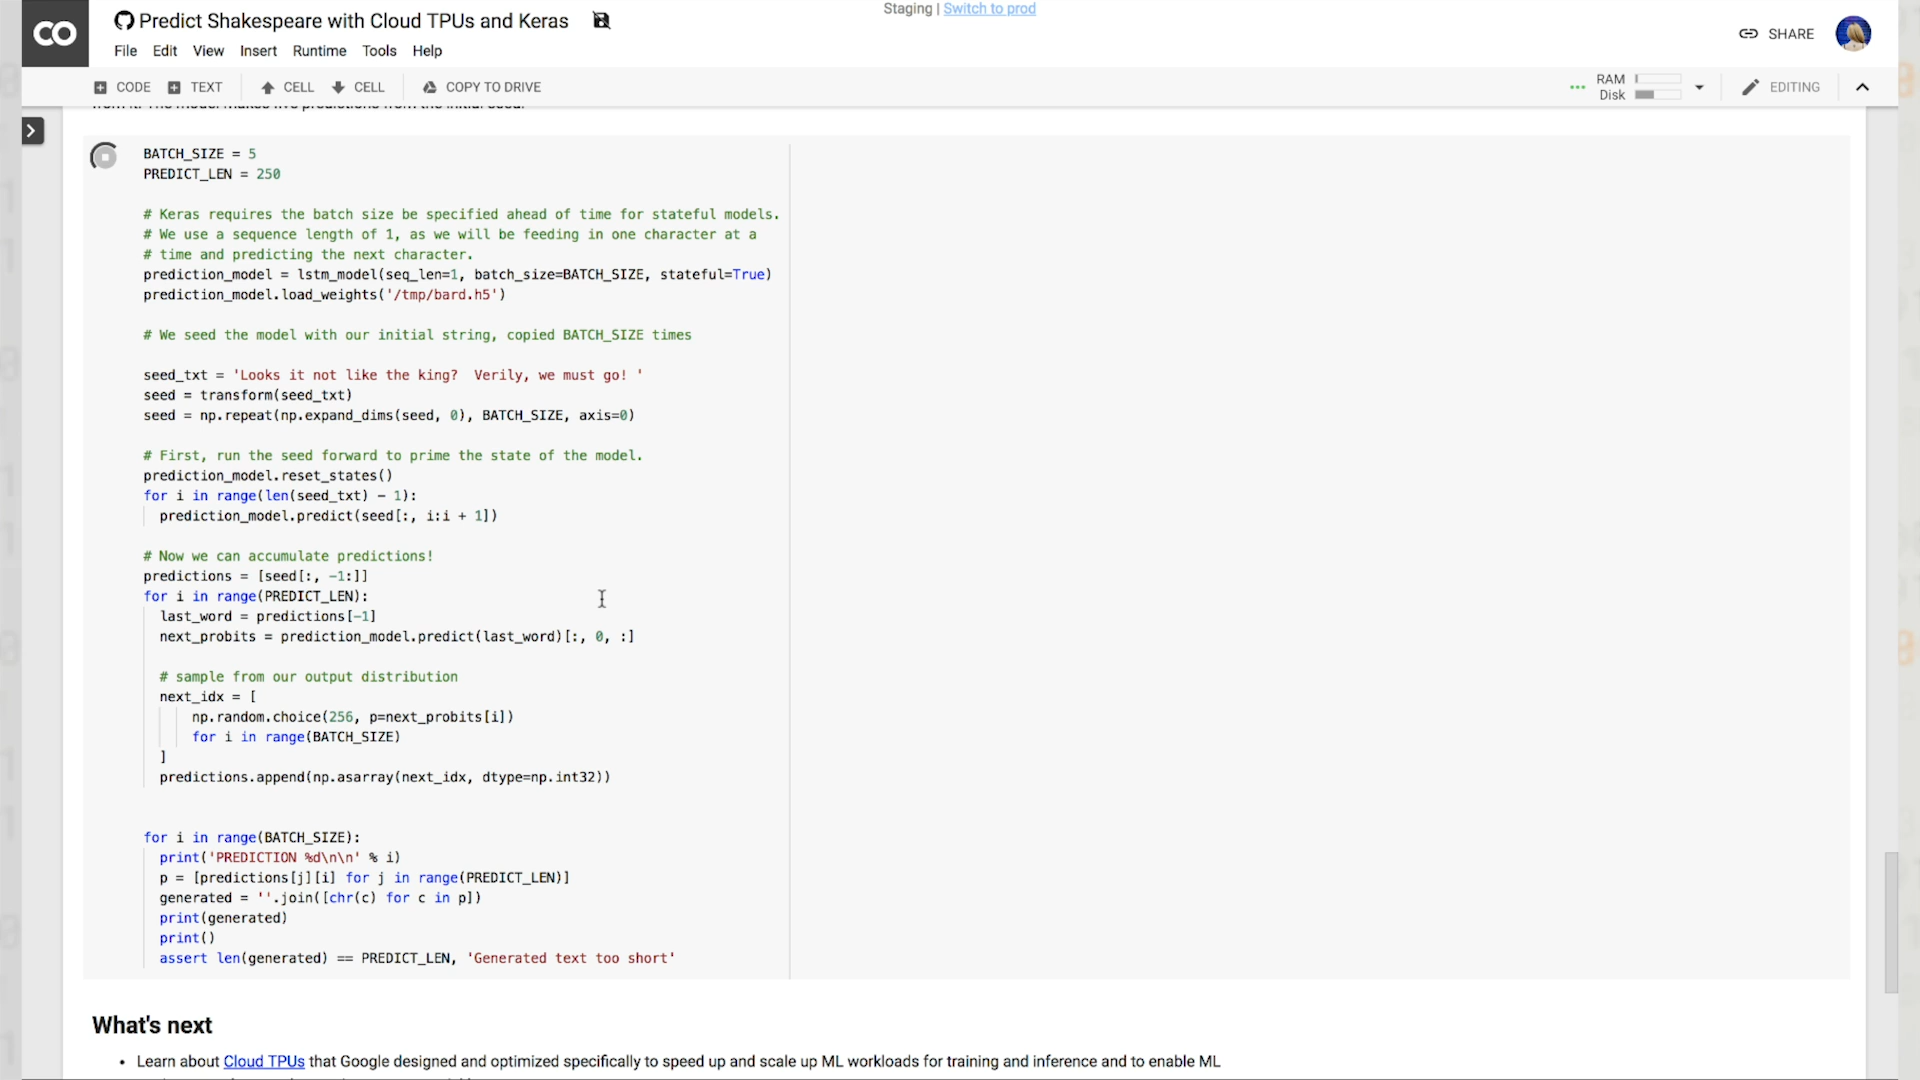 Staging | Switch to prod
CO
Predict Shakespeare with Cloud TPUs and Keras
SHARE
File Edit View Insert Runtime Tools Help
CODE TEXT CELL CELL COPY TO DRIVE
RAM
Disk
EDITING
from it. The model makes five predictions from the initial seed.
BATCH_SIZE = 5
PREDICT_LEN = 250
# Keras requires the batch size be specified ahead of time for stateful models.
# We use a sequence length of 1, as we will be feeding in one character at a
# time and predicting the next character.
prediction_model = lstm_model(seq_len=1, batch_size=BATCH_SIZE, stateful=True)
prediction_model.load_weights('/tmp/bard.h5')
# We seed the model with our initial string, copied BATCH_SIZE times
seed_txt = 'Looks it not like the king?  Verily, we must go! '
seed = transform(seed_txt)
seed = np.repeat(np.expand_dims(seed, 0), BATCH_SIZE, axis=0)
# First, run the seed forward to prime the state of the model.
prediction_model.reset_states()
for i in range(len(seed_txt) - 1):
  prediction_model.predict(seed[:, i:i + 1])
# Now we can accumulate predictions!
predictions = [seed[:, -1:]]
for i in range(PREDICT_LEN):
  last_word = predictions[-1]
  next_probits = prediction_model.predict(last_word)[:, 0, :]
  # sample from our output distribution
  next_idx = [
      np.random.choice(256, p=next_probits[i])
      for i in range(BATCH_SIZE)
  ]
  predictions.append(np.asarray(next_idx, dtype=np.int32))
for i in range(BATCH_SIZE):
  print('PREDICTION %d\n\n' % i)
  p = [predictions[j][i] for j in range(PREDICT_LEN)]
  generated = ''.join([chr(c) for c in p])
  print(generated)
  print()
  assert len(generated) == PREDICT_LEN, 'Generated text too short'
What's next
• Learn about Cloud TPUs that Google designed and optimized specifically to speed up and scale up ML workloads for training and inference and to enable ML